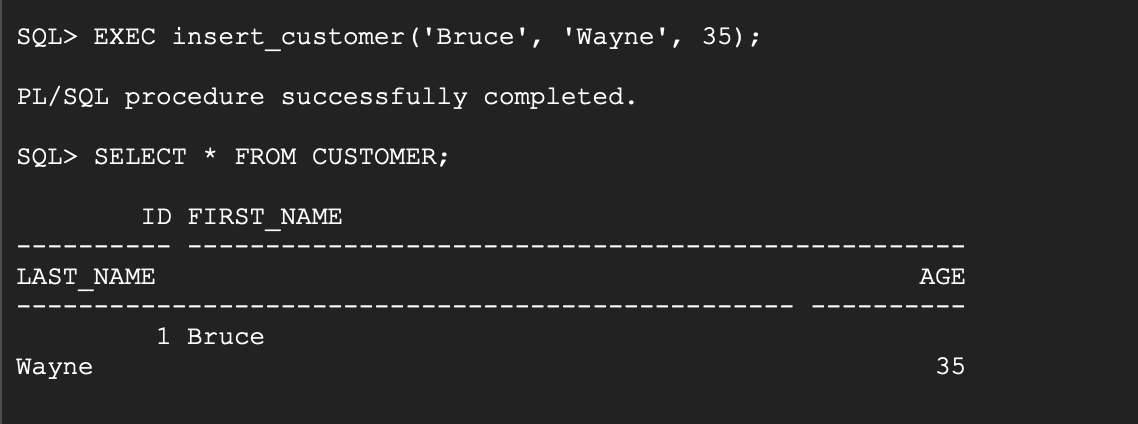 SQL> EXEC insert_customer('Bruce', 'Wayne', 35);
PL/SQL procedure successfully completed.
SQL> SELECT * FROM CUSTOMER;
        ID FIRST_NAME
---------- --------------------------------------------------
LAST_NAME                                                 AGE
-------------------------------------------------- ----------
         1 Bruce
Wayne                                                      35